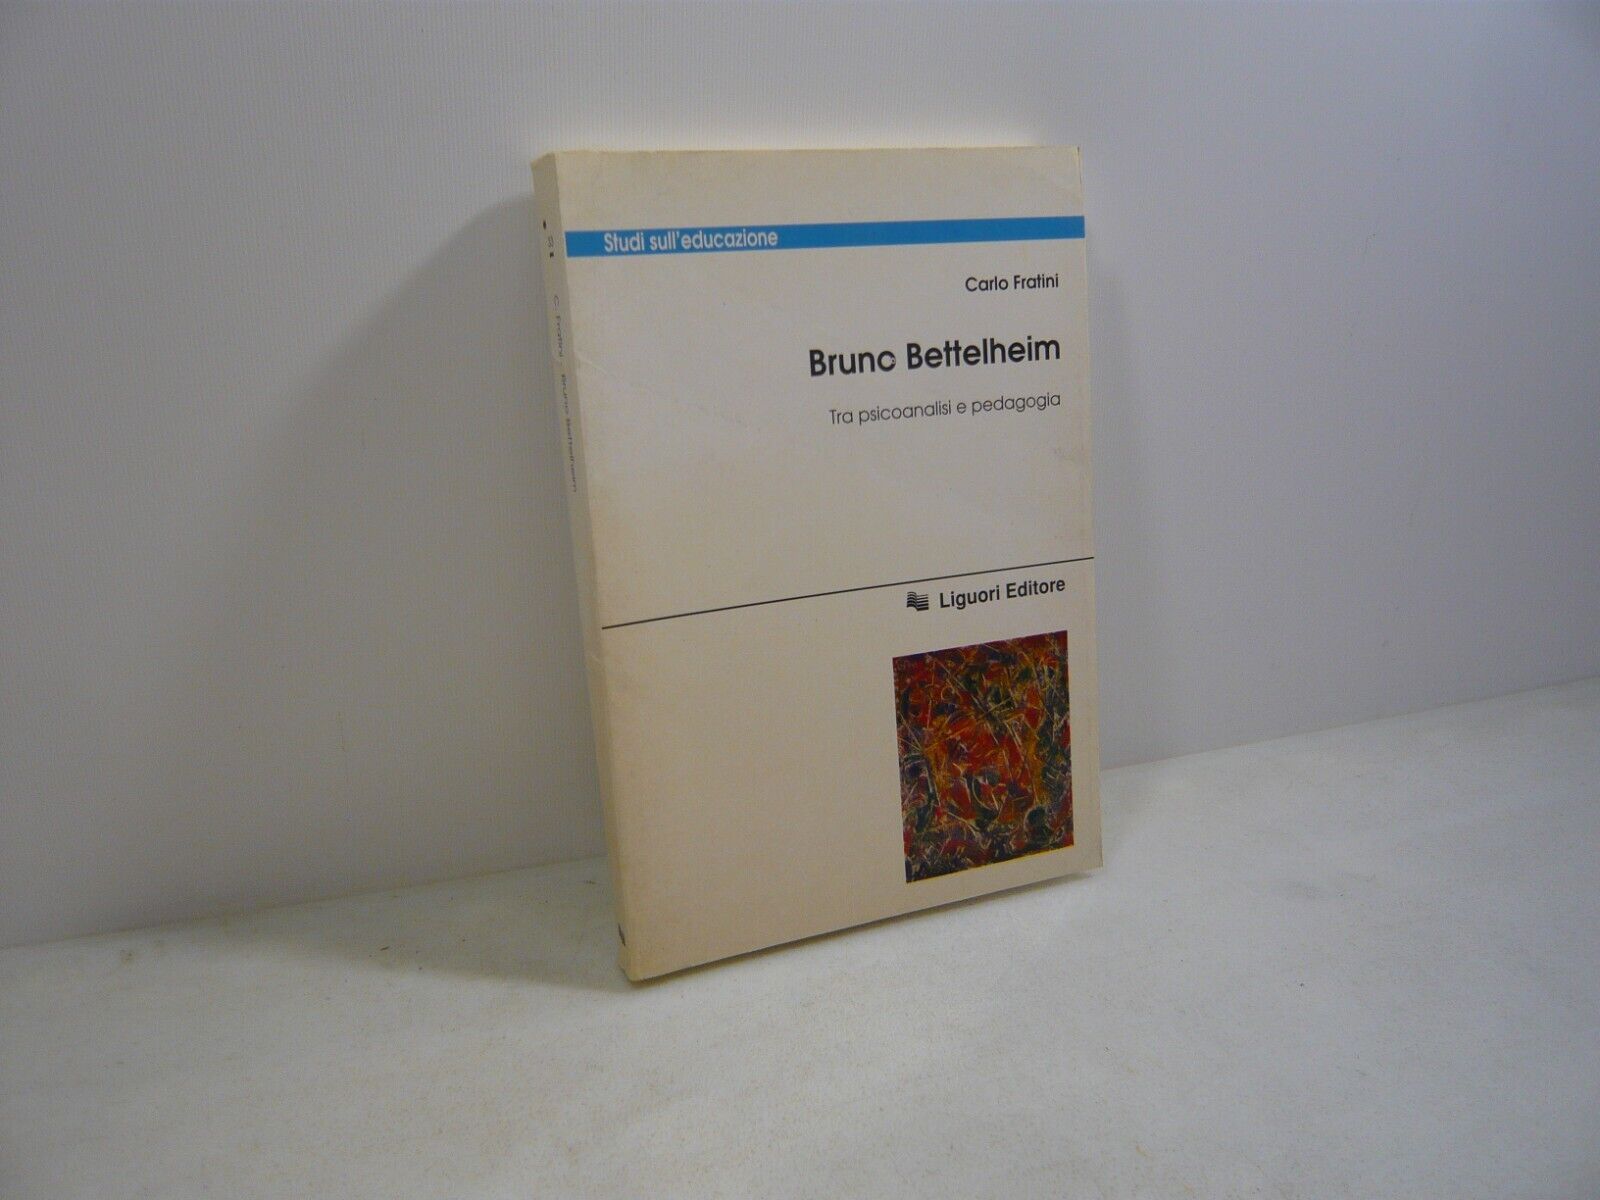 Studi sull'educazione
Carlo Fratini
Bruno Bettelheim
Tra psicoanalisi e pedagogia
Liguori Editore
C. Fratini Bruno Bettelheim